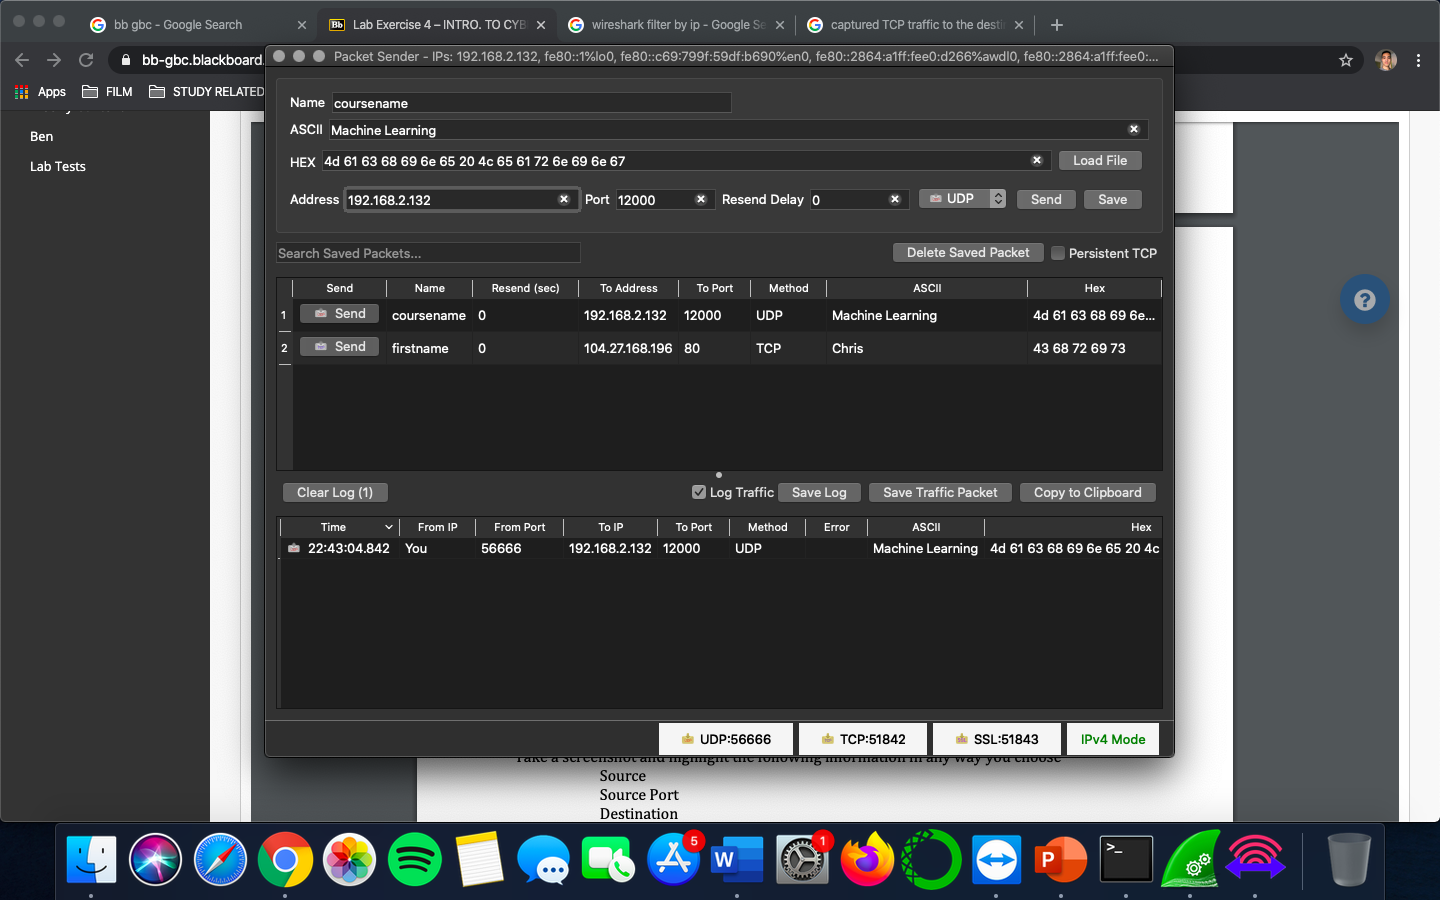 bb gbc - Google Search
Lab Exercise 4 – INTRO. TO CYB
wireshark filter by ip - Google Se
captured TCP traffic to the desti
bb-gbc.blackboard.
Packet Sender - IPs: 192.168.2.132, fe80::1%lo0, fe80::c69:799f:59df:b690%en0, fe80::2864:a1ff:fee0:d266%awdl0, fe80::2864:a1ff:fee0:...
Apps
FILM
STUDY RELATED
Ben
Lab Tests
Name coursename
ASCII Machine Learning
HEX 4d 61 63 68 69 6e 65 20 4c 65 61 72 6e 69 6e 67 Load File
Address 192.168.2.132 Port 12000 Resend Delay 0 UDP Send Save
Search Saved Packets... Delete Saved Packet Persistent TCP
Send Name Resend (sec) To Address To Port Method ASCII Hex
1 Send coursename 0 192.168.2.132 12000 UDP Machine Learning 4d 61 63 68 69 6e...
2 Send firstname 0 104.27.168.196 80 TCP Chris 43 68 72 69 73
Clear Log (1) Log Traffic Save Log Save Traffic Packet Copy to Clipboard
Time From IP From Port To IP To Port Method Error ASCII Hex
22:43:04.842 You 56666 192.168.2.132 12000 UDP Machine Learning 4d 61 63 68 69 6e 65 20 4c
UDP:56666 TCP:51842 SSL:51843 IPv4 Mode
Take a screenshot and highlight the following information in any way you choose
Source
Source Port
Destination
5
1